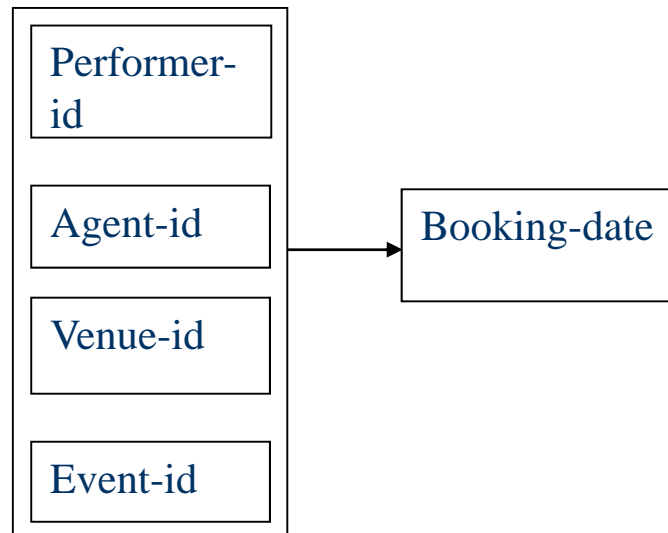 Performer-
id
Agent-id
Booking-date
Venue-id
Event-id